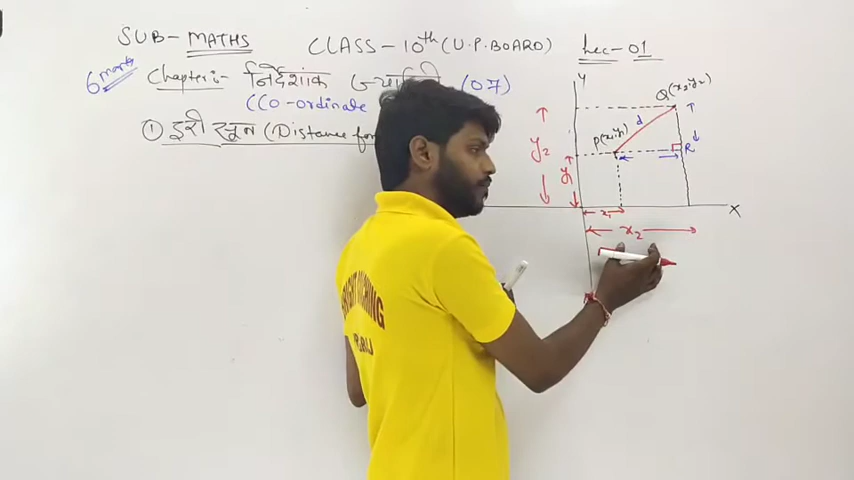 SUB- MATHS CLASS-10th (U.P.BOARD) Lec-01
6 marks Chapter:- निर्देशांक (07)
(CO-ordinate
① दूरी सूत्र (Distance for
Y
Q(x₂,y₂)
d
P(x₁,y₁)
y₂
y₁
R
x₁
X
x₂
COACHING